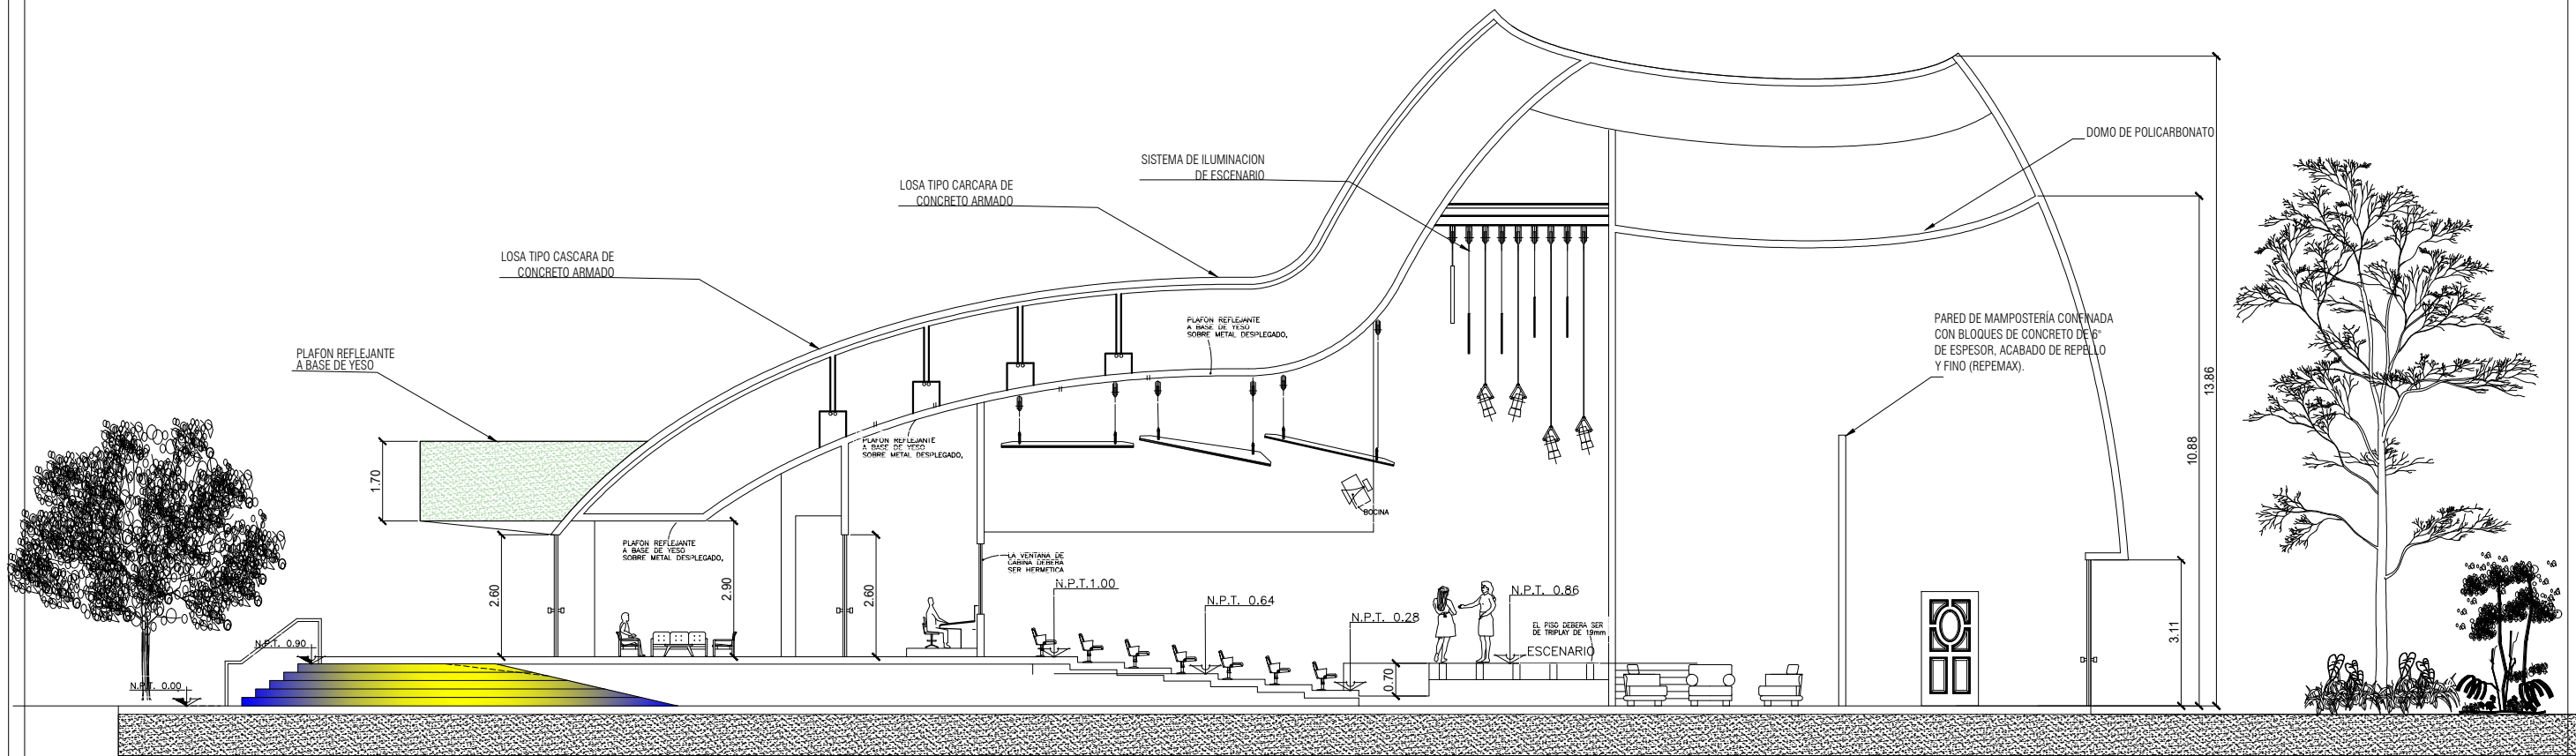 SISTEMA DE ILUMINACION
DE ESCENARIO
DOMO DE POLICARBONATO
LOSA TIPO CARCARA DE
CONCRETO ARMADO
LOSA TIPO CASCARA DE
CONCRETO ARMADO
PLAFON REFLEJANTE
A BASE DE YESO
PLAFON REFLEJANTE
A BASE DE YESO
SOBRE METAL DESPLEGADO,
PARED DE MAMPOSTERÍA CONFINADA
CON BLOQUES DE CONCRETO DE 6"
DE ESPESOR, ACABADO DE REPELLO
Y FINO (REPEMAX).
13.86
10.88
PLAFON REFLEJANTE
A BASE DE YESO
SOBRE METAL DESPLEGADO,
1.70
BOCINA
PLAFON REFLEJANTE
A BASE DE YESO
SOBRE METAL DESPLEGADO,
LA VENTANA DE
CABINA DEBERA
SER HERMETICA
2.60
2.90
2.60
N.P.T.1.00
N.P.T. 0.64
N.P.T. 0.28
N.P.T. 0.86
EL PISO DEBERA SER
DE TRIPLAY DE 19mm
ESCENARIO
0.70
3.11
N.P.T. 0.90
N.P.T. 0.00